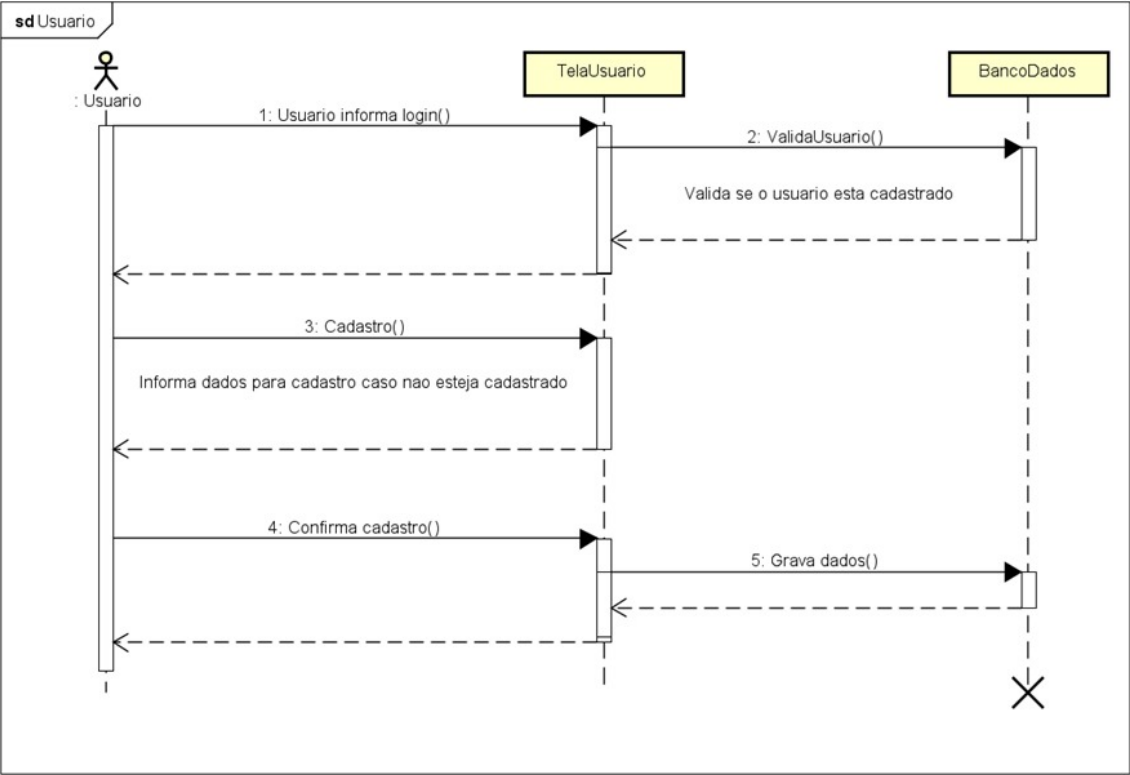 sd Usuario
: Usuario
TelaUsuario
BancoDados
1: Usuario informa login()
2: ValidaUsuario()
Valida se o usuario esta cadastrado
3: Cadastro()
Informa dados para cadastro caso nao esteja cadastrado
4: Confirma cadastro()
5: Grava dados()